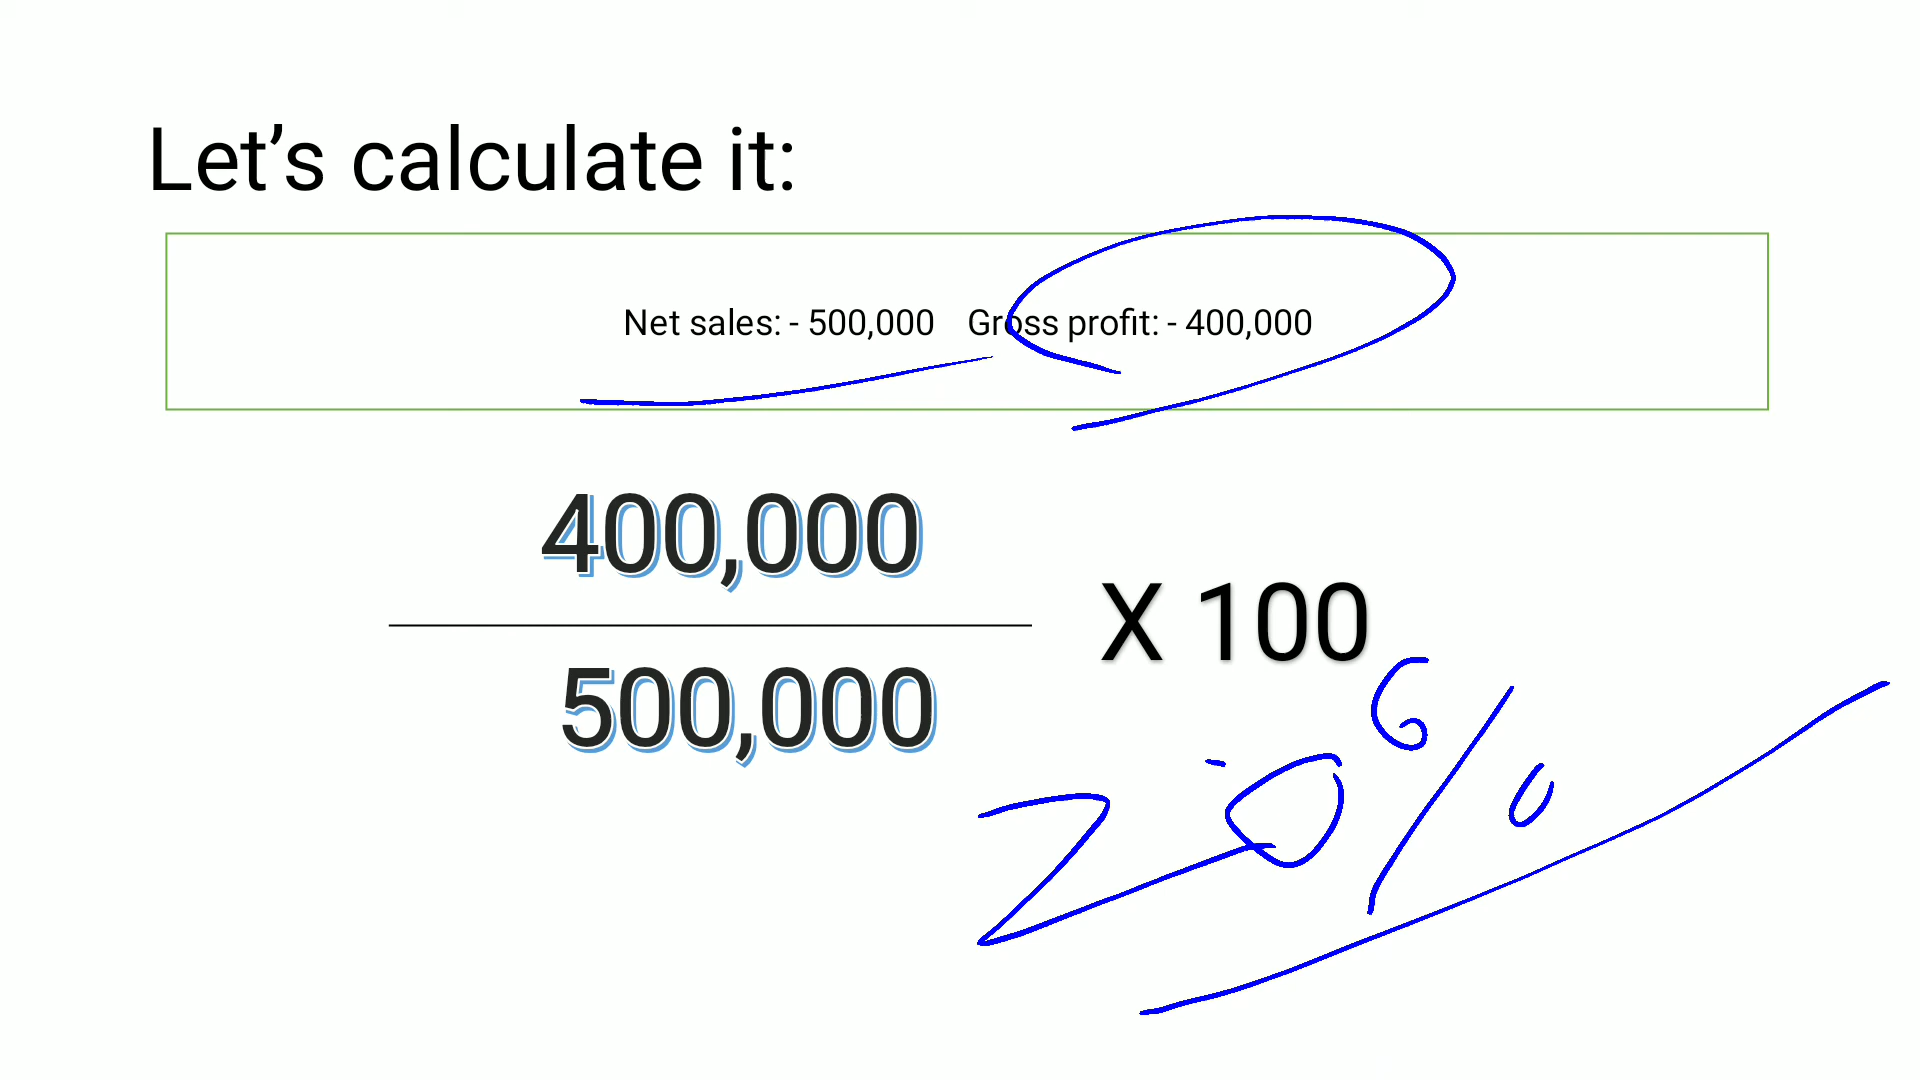 Let’s calculate it:
Net sales: - 500,000 Gross profit: - 400,000
400,000
500,000
X 100
20%